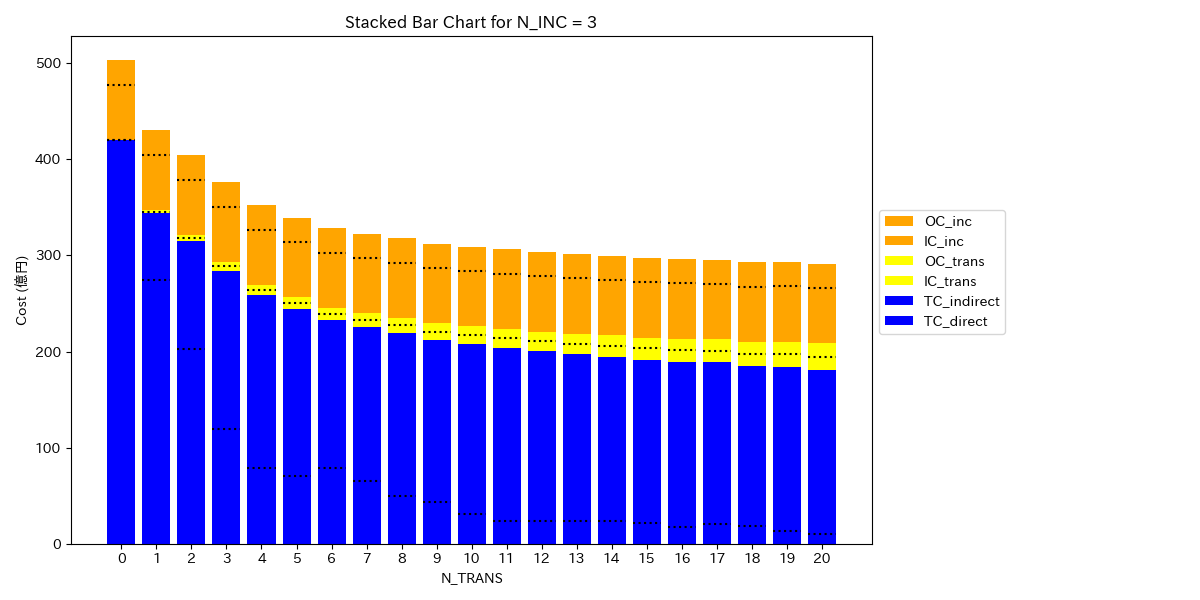 Stacked Bar Chart for N_INC = 3
Cost (億円)
500
400
300
200
100
0
0 1 2 3 4 5 6 7 8 9 10 11 12 13 14 15 16 17 18 19 20
N_TRANS
OC_inc
IC_inc
OC_trans
IC_trans
TC_indirect
TC_direct